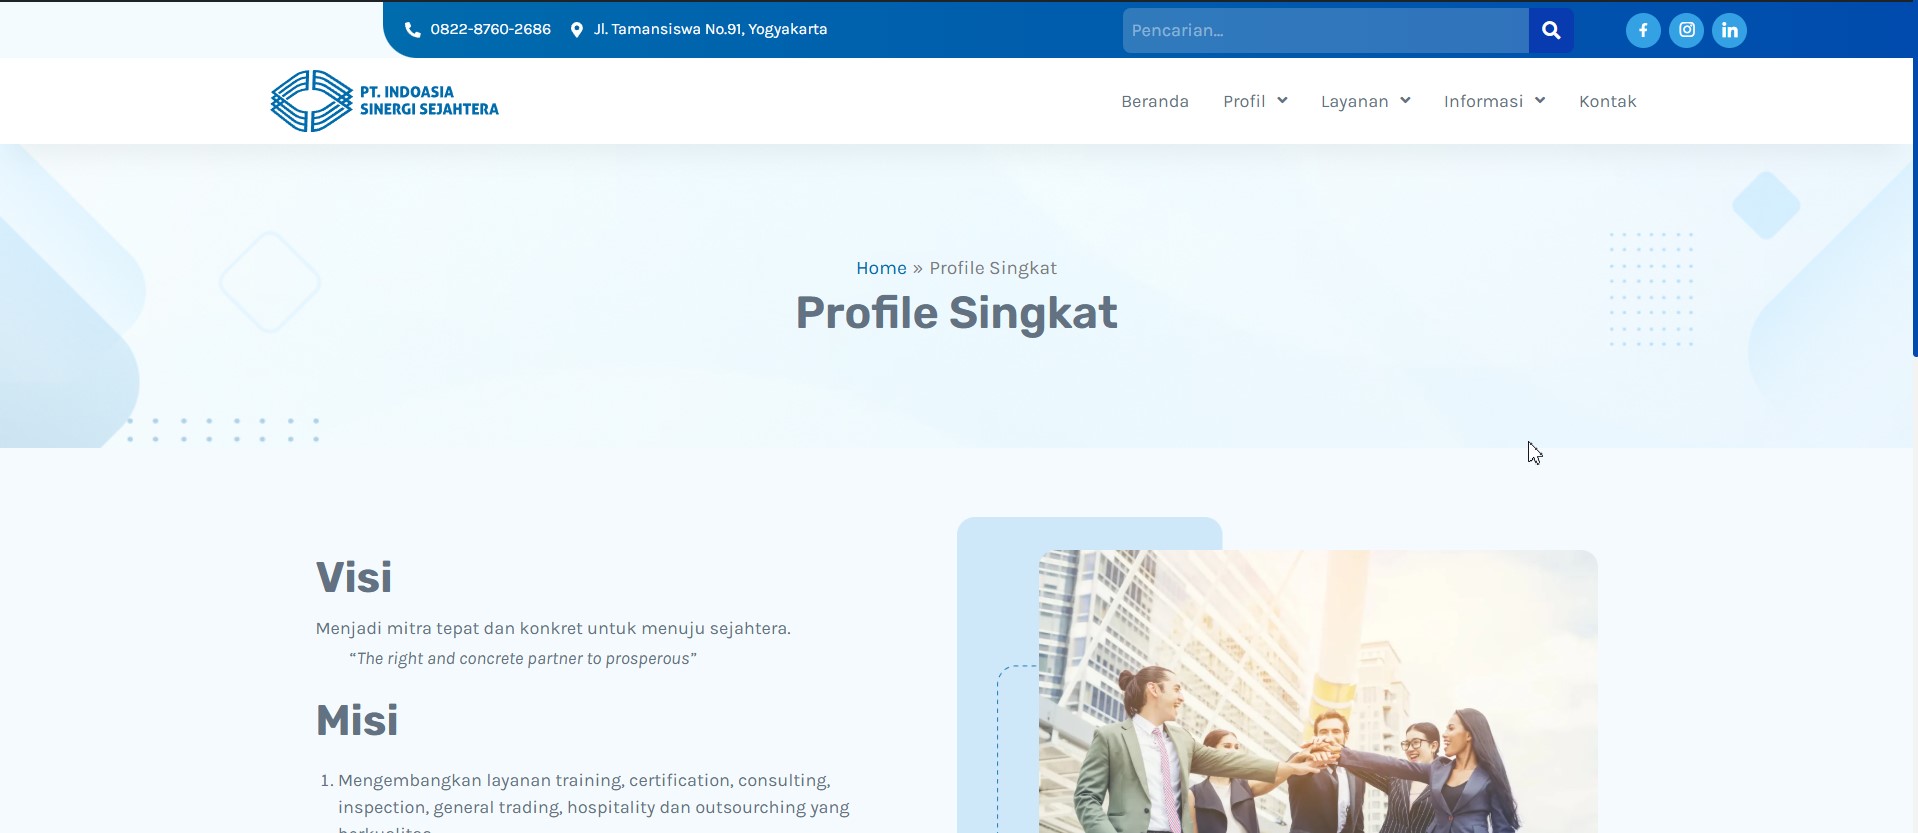 0822-8760-2686
Jl. Tamansiswa No.91, Yogyakarta
Pencarian...
PT. INDOASIA
SINERGI SEJAHTERA
Beranda
Profil
Layanan
Informasi
Kontak
Home » Profile Singkat
Profile Singkat
Visi
Menjadi mitra tepat dan konkret untuk menuju sejahtera.
“The right and concrete partner to prosperous”
Misi
1. Mengembangkan layanan training, certification, consulting,
inspection, general trading, hospitality dan outsourching yang